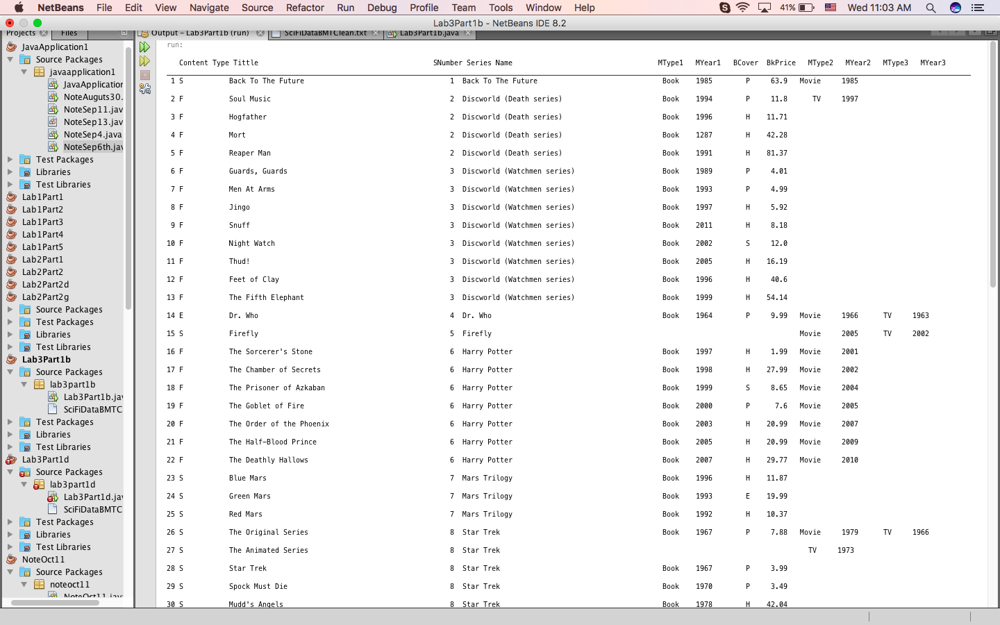 NetBeans File Edit View Navigate Source Refactor Run Debug Profile Team Tools Window Help 41% Wed 11:03 AM
Lab3Part1b - NetBeans IDE 8.2
Projects Files Output - Lab3Part1b (run) SciFiDataBMTClean.txt Lab3Part1b.java
JavaApplication1
Source Packages
javaapplication1
JavaApplication
NoteAuguts30.
NoteSep11.jav
NoteSep13.jav
NoteSep4.java
NoteSep6th.jav
Test Packages
Libraries
Test Libraries
Lab1Part1
Lab1Part2
Lab1Part3
Lab1Part4
Lab1Part5
Lab2Part1
Lab2Part2
Lab2Part2d
Lab2Part2g
Source Packages
Test Packages
Libraries
Test Libraries
Lab3Part1b
Source Packages
lab3part1b
Lab3Part1b.jav
SciFiDataBMTC
Test Packages
Libraries
Test Libraries
Lab3Part1d
Source Packages
lab3part1d
Lab3Part1d.jav
SciFiDataBMTC
Test Packages
Libraries
Test Libraries
NoteOct11
Source Packages
noteoct11
NoteOct11.java
run:
Content Type Tittle SNumber Series Name MType1 MYear1 BCover BkPrice MType2 MYear2 MType3 MYear3
1 S Back To The Future 1 Back To The Future Book 1985 P 63.9 Movie 1985
2 F Soul Music 2 Discworld (Death series) Book 1994 P 11.8 TV 1997
3 F Hogfather 2 Discworld (Death series) Book 1996 H 11.71
4 F Mort 2 Discworld (Death series) Book 1287 H 42.28
5 F Reaper Man 2 Discworld (Death series) Book 1991 H 81.37
6 F Guards, Guards 3 Discworld (Watchmen series) Book 1989 P 4.01
7 F Men At Arms 3 Discworld (Watchmen series) Book 1993 P 4.99
8 F Jingo 3 Discworld (Watchmen series) Book 1997 H 5.92
9 F Snuff 3 Discworld (Watchmen series) Book 2011 H 8.18
10 F Night Watch 3 Discworld (Watchmen series) Book 2002 S 12.0
11 F Thud! 3 Discworld (Watchmen series) Book 2005 H 16.19
12 F Feet of Clay 3 Discworld (Watchmen series) Book 1996 H 40.6
13 F The Fifth Elephant 3 Discworld (Watchmen series) Book 1999 H 54.14
14 E Dr. Who 4 Dr. Who Book 1964 P 9.99 Movie 1966 TV 1963
15 S Firefly 5 Firefly Movie 2005 TV 2002
16 F The Sorcerer's Stone 6 Harry Potter Book 1997 H 1.99 Movie 2001
17 F The Chamber of Secrets 6 Harry Potter Book 1998 H 27.99 Movie 2002
18 F The Prisoner of Azkaban 6 Harry Potter Book 1999 S 8.65 Movie 2004
19 F The Goblet of Fire 6 Harry Potter Book 2000 P 7.6 Movie 2005
20 F The Order of the Phoenix 6 Harry Potter Book 2003 H 20.99 Movie 2007
21 F The Half-Blood Prince 6 Harry Potter Book 2005 H 20.99 Movie 2009
22 F The Deathly Hallows 6 Harry Potter Book 2007 H 29.77 Movie 2010
23 S Blue Mars 7 Mars Trilogy Book 1996 H 11.87
24 S Green Mars 7 Mars Trilogy Book 1993 E 19.99
25 S Red Mars 7 Mars Trilogy Book 1992 H 10.37
26 S The Original Series 8 Star Trek Book 1967 P 7.88 Movie 1979 TV 1966
27 S The Animated Series 8 Star Trek TV 1973
28 S Star Trek 8 Star Trek Book 1967 P 3.99
29 S Spock Must Die 8 Star Trek Book 1970 P 3.49
30 S Mudd's Angels 8 Star Trek Book 1978 H 42.04